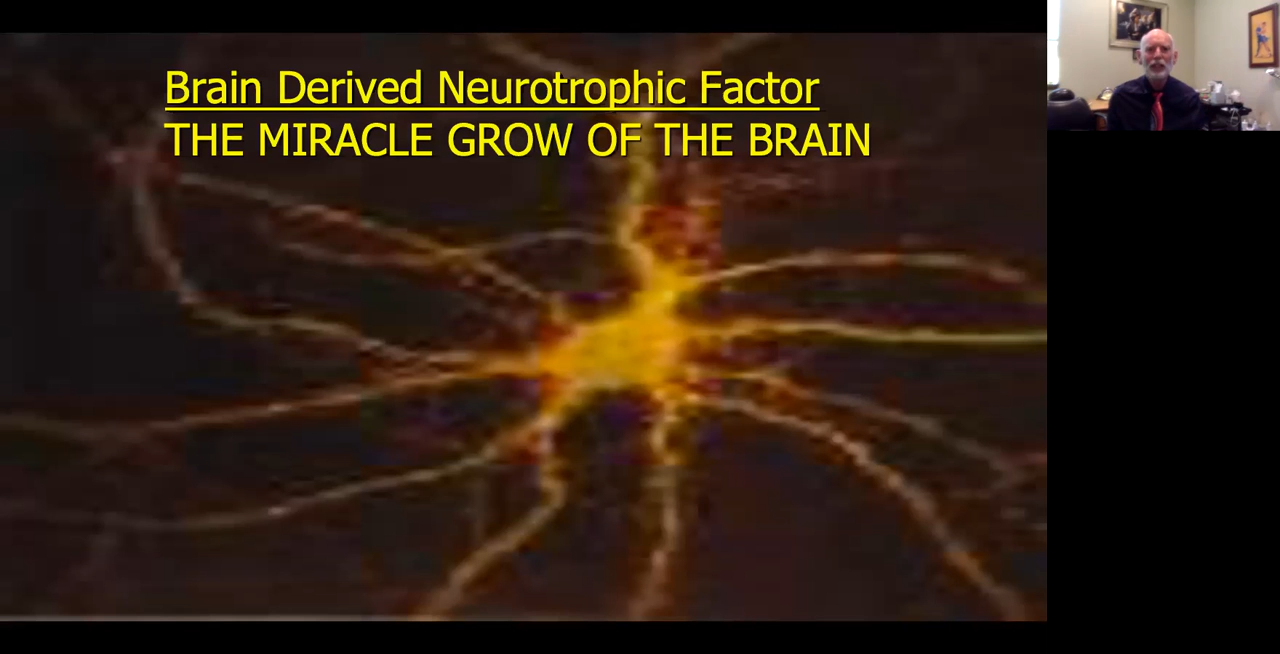 Brain Derived Neurotrophic Factor
THE MIRACLE GROW OF THE BRAIN